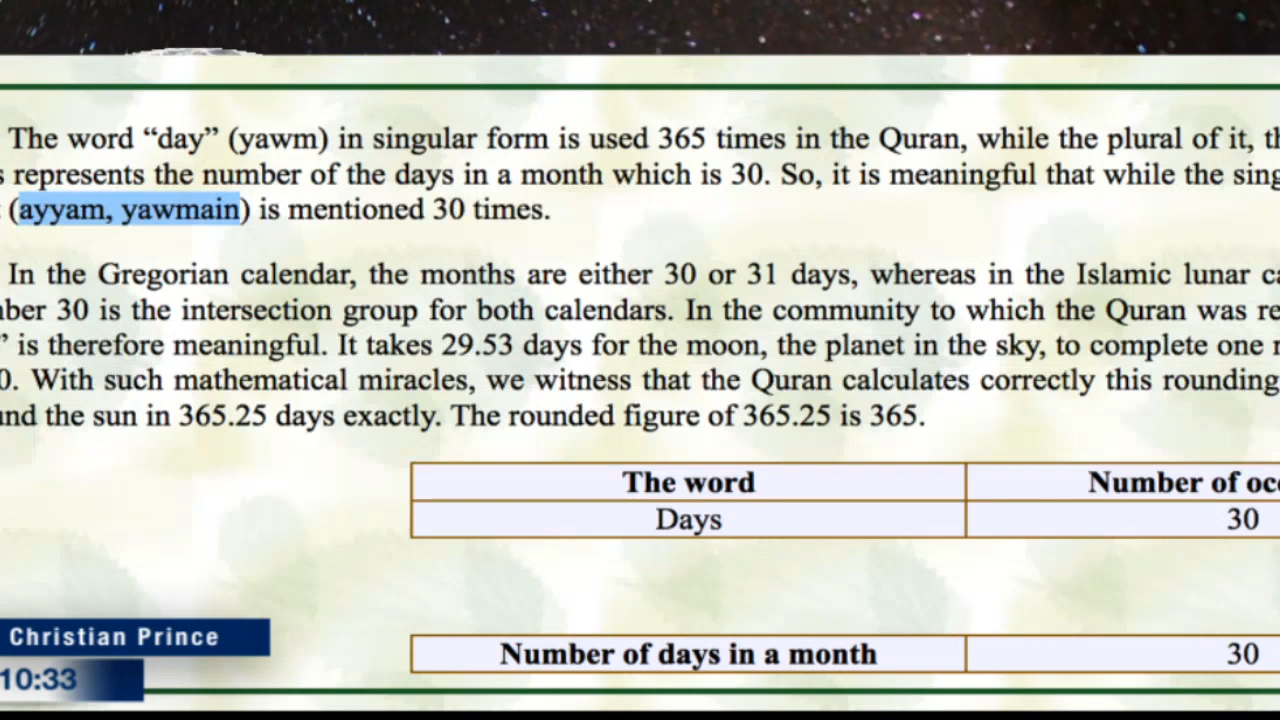 The word “day” (yawm) in singular form is used 365 times in the Quran, while the plural of it,
represents the number of the days in a month which is 30. So, it is meaningful that while the
(ayyam, yawmain) is mentioned 30 times.
In the Gregorian calendar, the months are either 30 or 31 days, whereas in the Islamic lunar
30 is the intersection group for both calendars. In the community to which the Quran was
” is therefore meaningful. It takes 29.53 days for the moon, the planet in the sky, to complete one
0. With such mathematical miracles, we witness that the Quran calculates correctly this rounding
the sun in 365.25 days exactly. The rounded figure of 365.25 is 365.
The word Number of
Days 30
Christian Prince
Number of days in a month 30
10:33